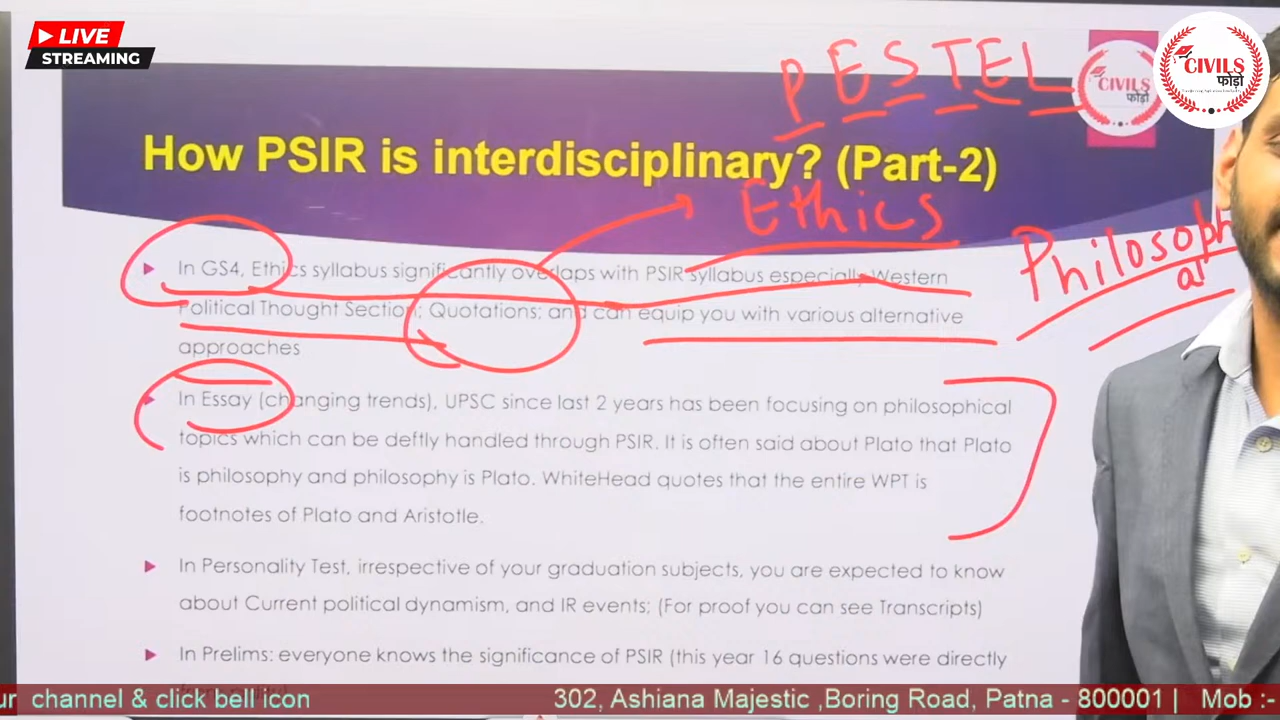 LIVE
STREAMING
PESTEL
CIVILS
फोड़ो
CIVILS
फोड़ो
How PSIR is interdisciplinary? (Part-2)
Ethics
Philosoph
al
In GS4, Ethics syllabus significantly overlaps with PSIR syllabus especially Western
Political Thought Section; Quotations; and can equip you with various alternative
approaches
In Essay (changing trends), UPSC since last 2 years has been focusing on philosophical
topics which can be deftly handled through PSIR. It is often said about Plato that Plato
is philosophy and philosophy is Plato. WhiteHead quotes that the entire WPT is
footnotes of Plato and Aristotle.
In Personality Test, irrespective of your graduation subjects, you are expected to know
about Current political dynamism, and IR events; (For proof you can see Transcripts)
In Prelims: everyone knows the significance of PSIR (this year 16 questions were directly
ur channel & click bell icon 302, Ashiana Majestic ,Boring Road, Patna - 800001 | Mob :-